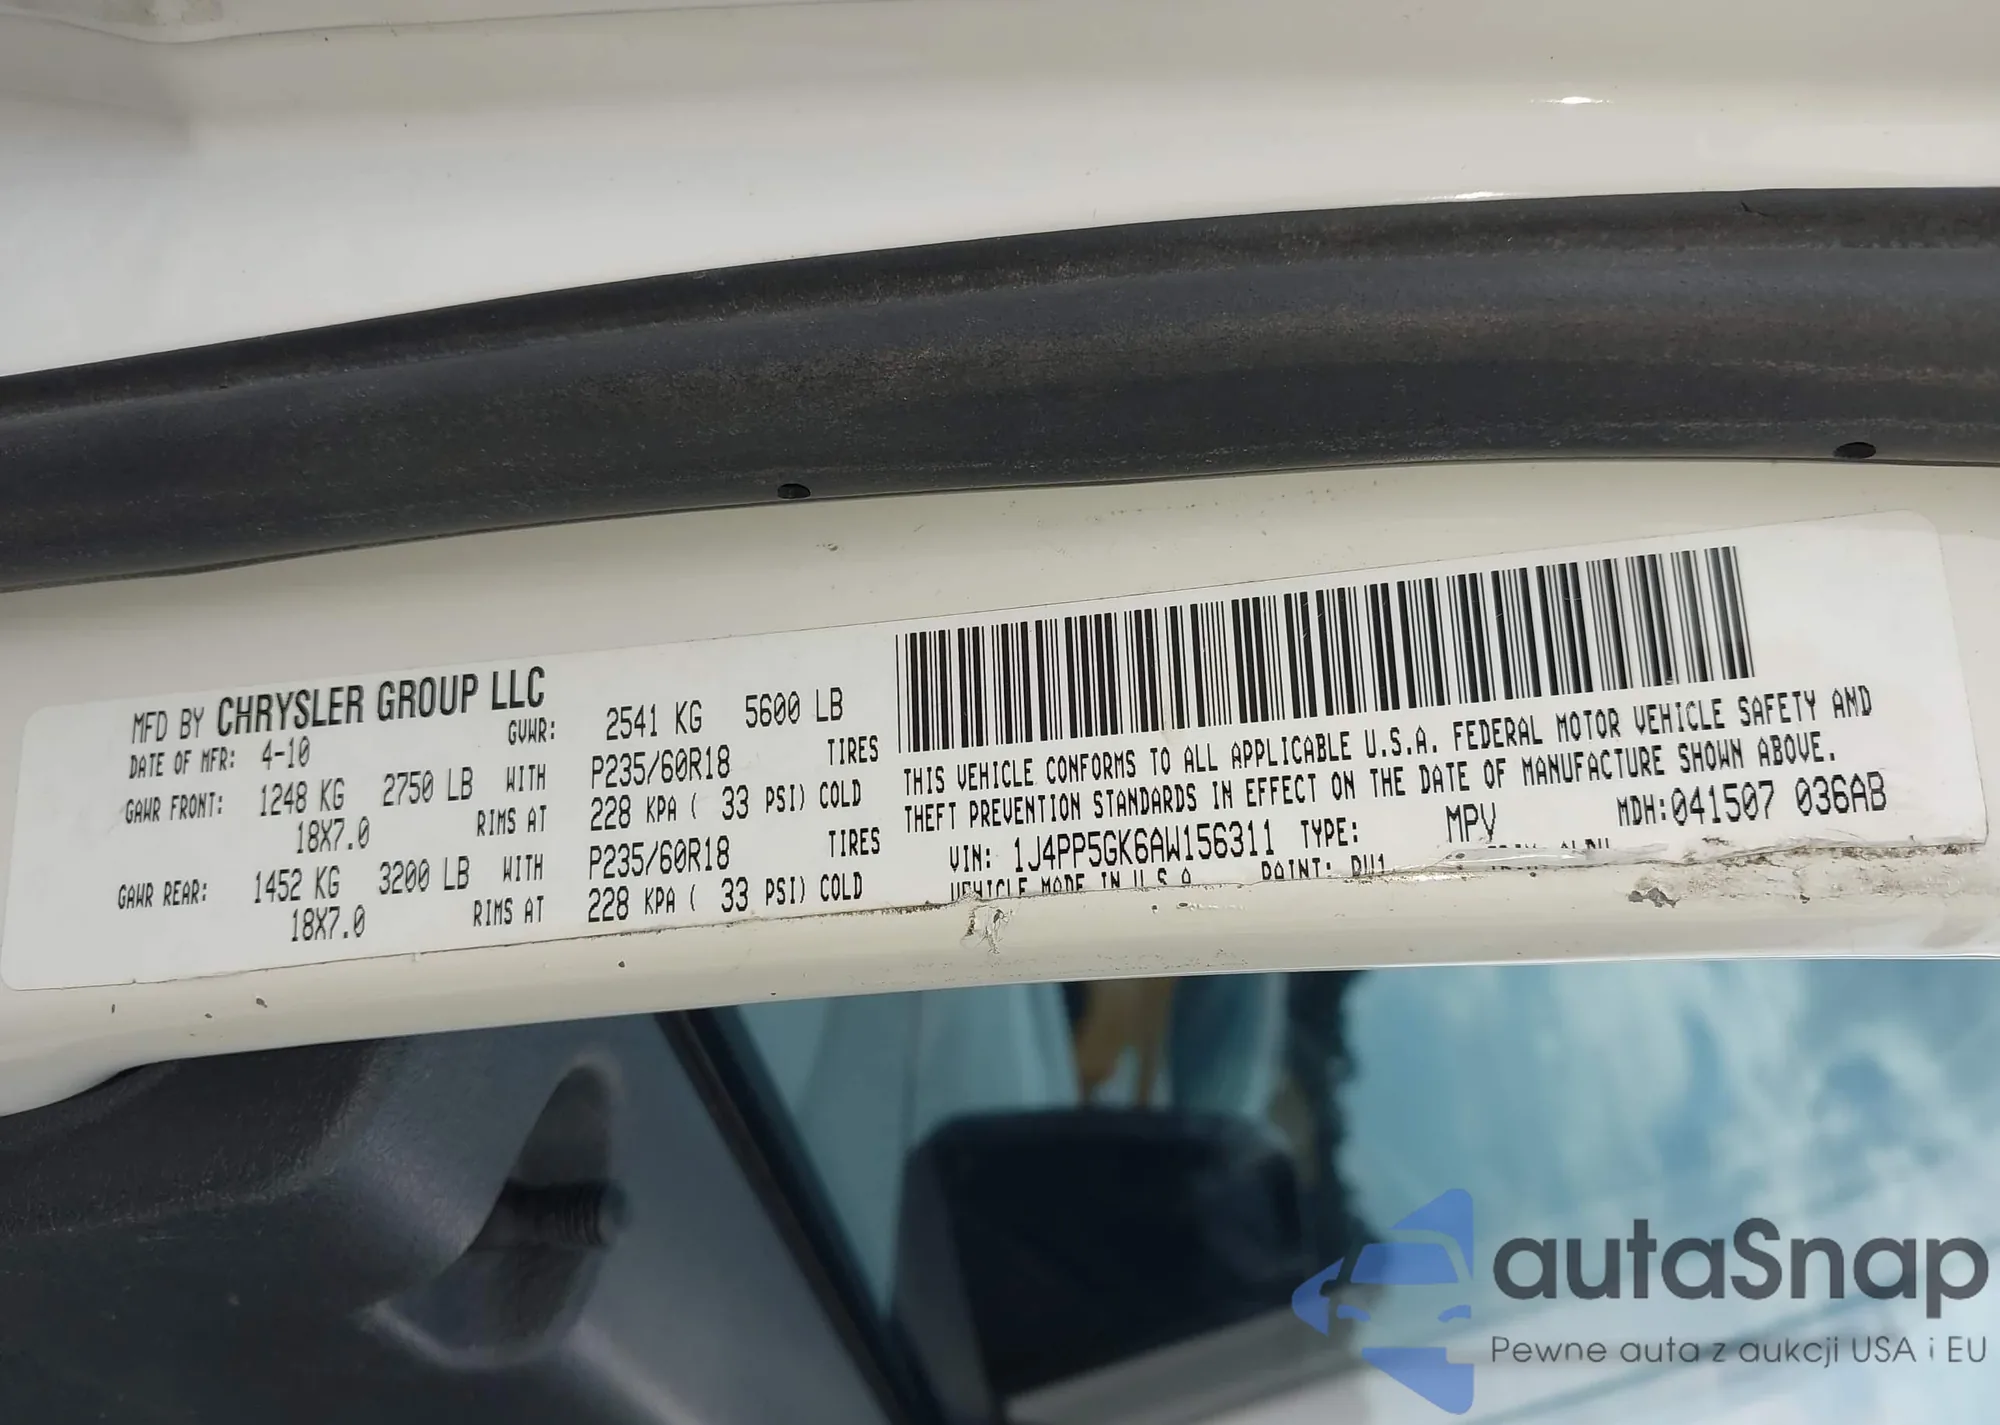 MFD BY CHRYSLER GROUP LLC
DATE OF MFR: 4-10 GVWR: 2541 KG 5600 LB
GAWR FRONT: 1248 KG 2750 LB WITH P235/60R18 TIRES
18X7.0 RIMS AT 228 KPA ( 33 PSI) COLD
GAWR REAR: 1452 KG 3200 LB WITH P235/60R18 TIRES
18X7.0 RIMS AT 228 KPA ( 33 PSI) COLD
THIS VEHICLE CONFORMS TO ALL APPLICABLE U.S.A. FEDERAL MOTOR VEHICLE SAFETY AND
THEFT PREVENTION STANDARDS IN EFFECT ON THE DATE OF MANUFACTURE SHOWN ABOVE.
MDH:041507 036AB
VIN: 1J4PP5GK6AW156311 TYPE: MPV
VEHICLE MADE IN U.S.A. PAINT:
autaSnap
Pewne auta z aukcji USA i EU